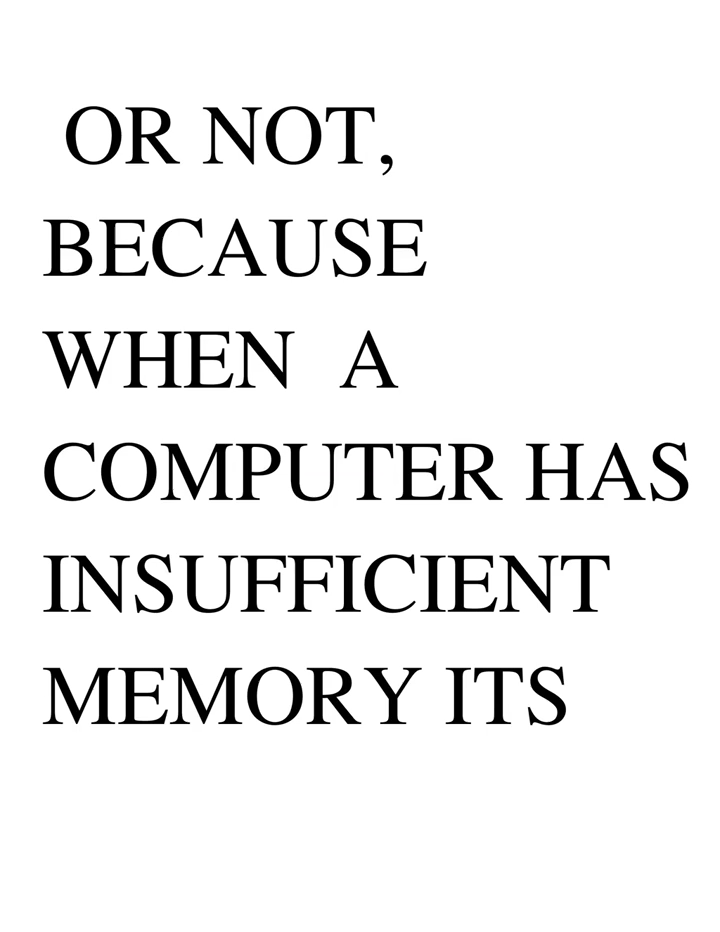 OR NOT,
BECAUSE
WHEN  A
COMPUTER HAS
INSUFFICIENT
MEMORY ITS